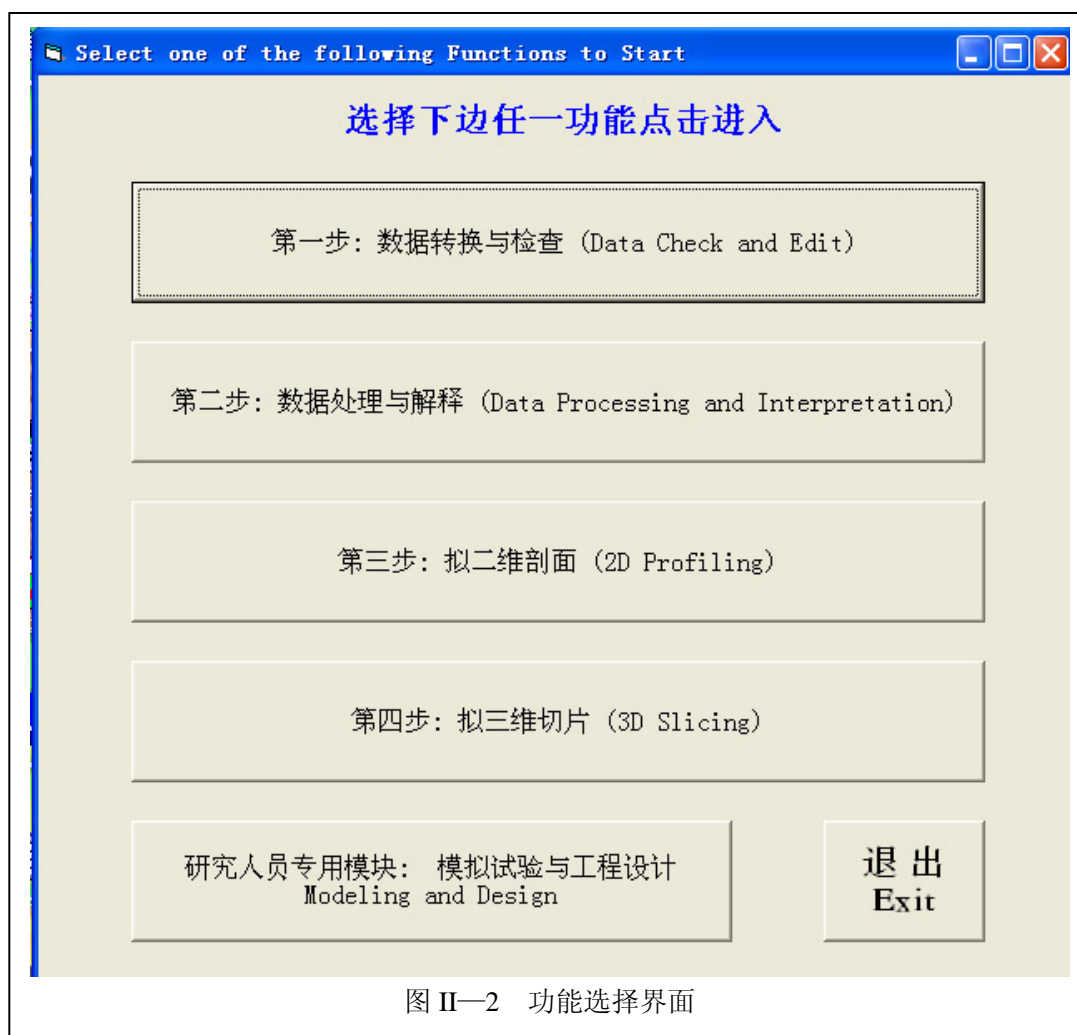 Select one of the following Functions to Start
选择下边任一功能点击进入
第一步: 数据转换与检查 (Data Check and Edit)
第二步: 数据处理与解释 (Data Processing and Interpretation)
第三步: 拟二维剖面 (2D Profiling)
第四步: 拟三维切片 (3D Slicing)
研究人员专用模块: 模拟试验与工程设计
Modeling and Design
退出
Exit
图 II—2 功能选择界面